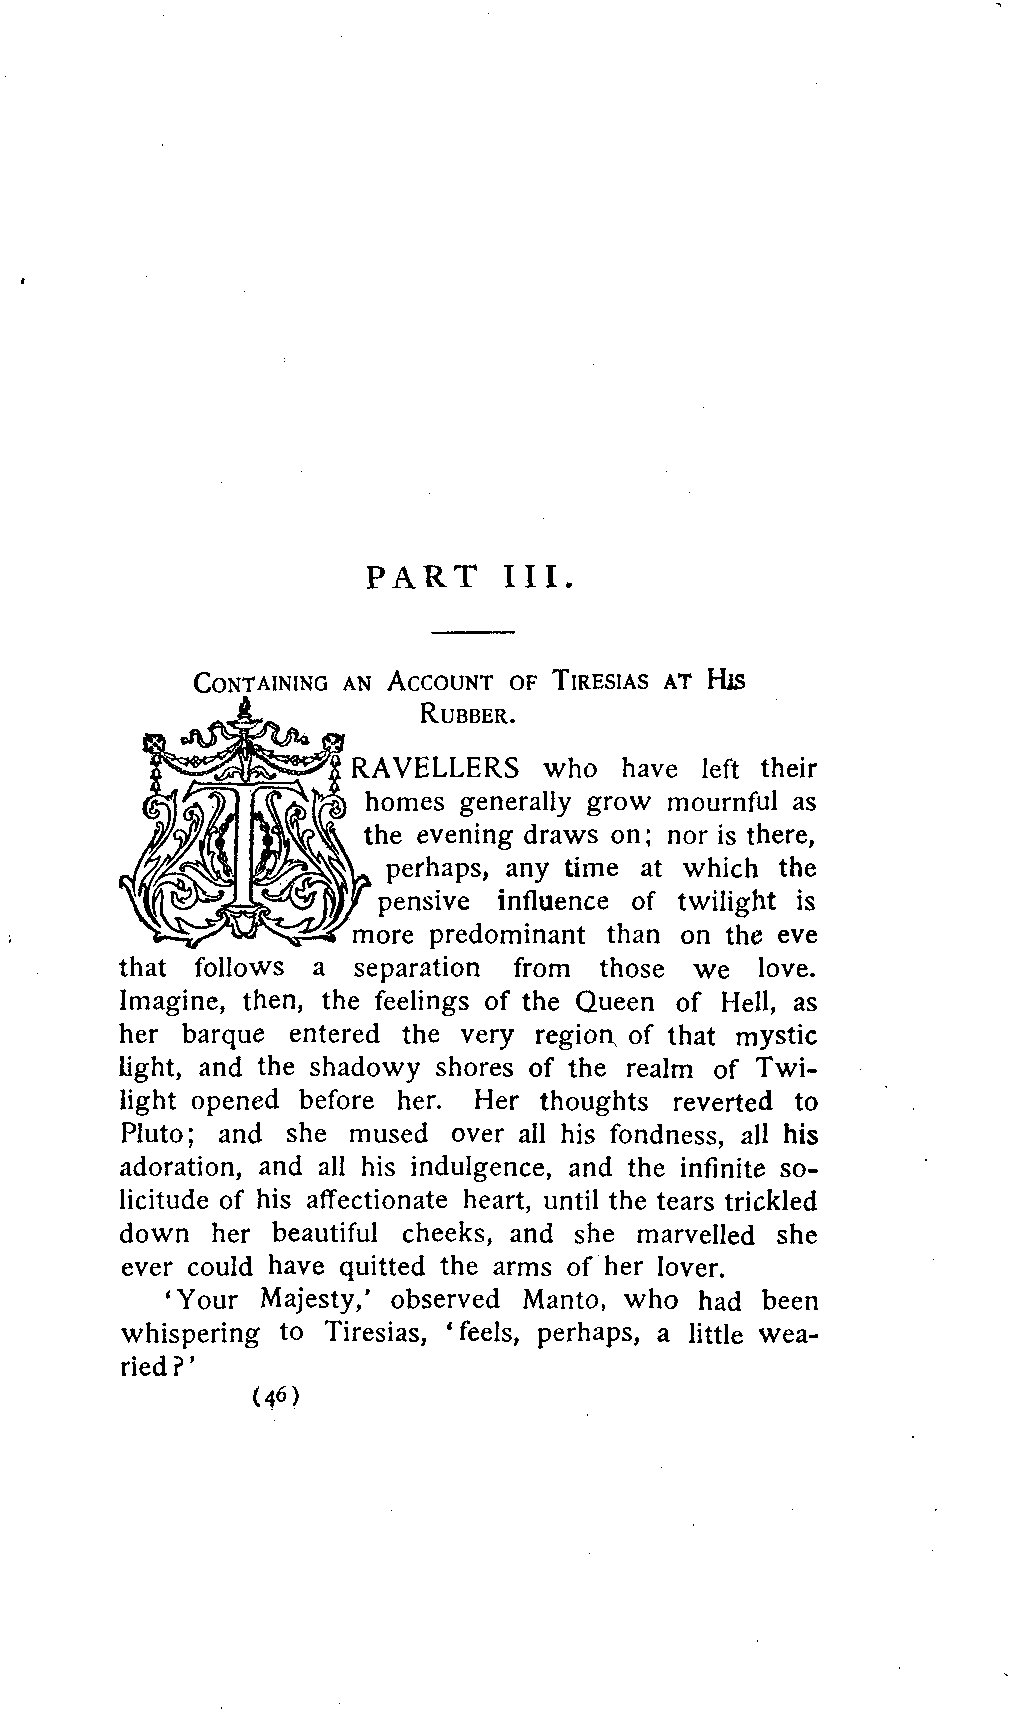 PART III.
CONTAINING AN ACCOUNT OF TIRESIAS AT HIS
RUBBER.
TRAVELLERS who have left their
homes generally grow mournful as
the evening draws on; nor is there,
perhaps, any time at which the
pensive influence of twilight is
more predominant than on the eve
that follows a separation from those we love.
Imagine, then, the feelings of the Queen of Hell, as
her barque entered the very region of that mystic
light, and the shadowy shores of the realm of Twi-
light opened before her. Her thoughts reverted to
Pluto; and she mused over all his fondness, all his
adoration, and all his indulgence, and the infinite so-
licitude of his affectionate heart, until the tears trickled
down her beautiful cheeks, and she marvelled she
ever could have quitted the arms of her lover.
‘Your Majesty,’ observed Manto, who had been
whispering to Tiresias, ‘feels, perhaps, a little wea-
ried?’
(46)